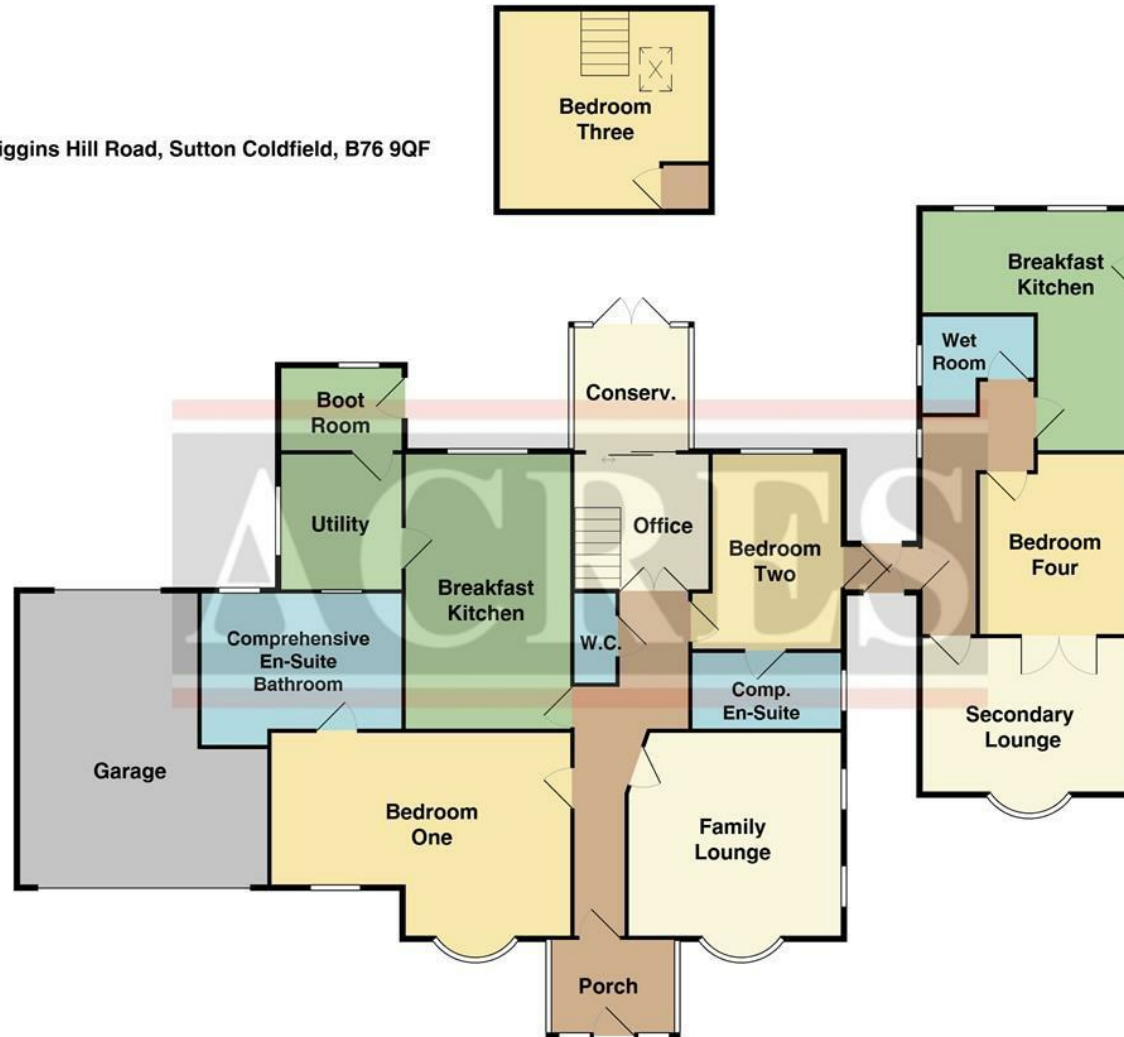 Bedroom
Three
iggins Hill Road, Sutton Coldfield, B76 9QF
Breakfast
Kitchen
Wet
Room
Conserv.
Boot
Room
ACRES
Utility
Office
Bedroom
Two
Bedroom
Four
Breakfast
Kitchen
Comprehensive
En-Suite
Bathroom
W.C.
Comp.
En-Suite
Secondary
Lounge
Garage
Bedroom
One
Family
Lounge
Porch